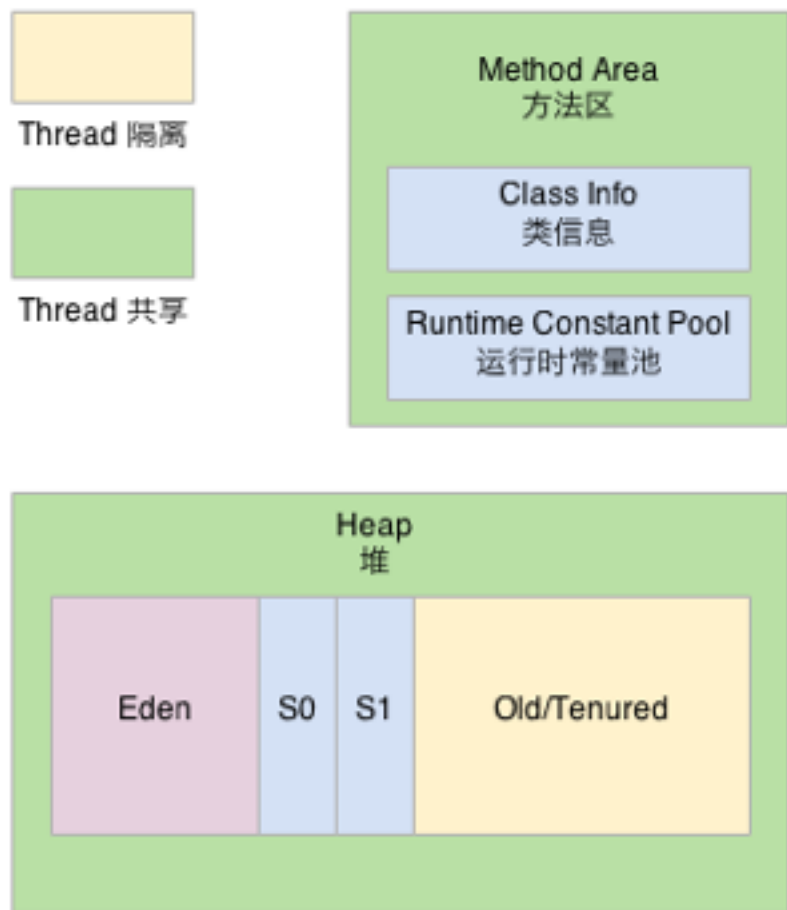 Thread 隔离
Thread 共享
Method Area
方法区
Class Info
类信息
Runtime Constant Pool
运行时常量池
Heap
堆
Eden
S0
S1
Old/Tenured